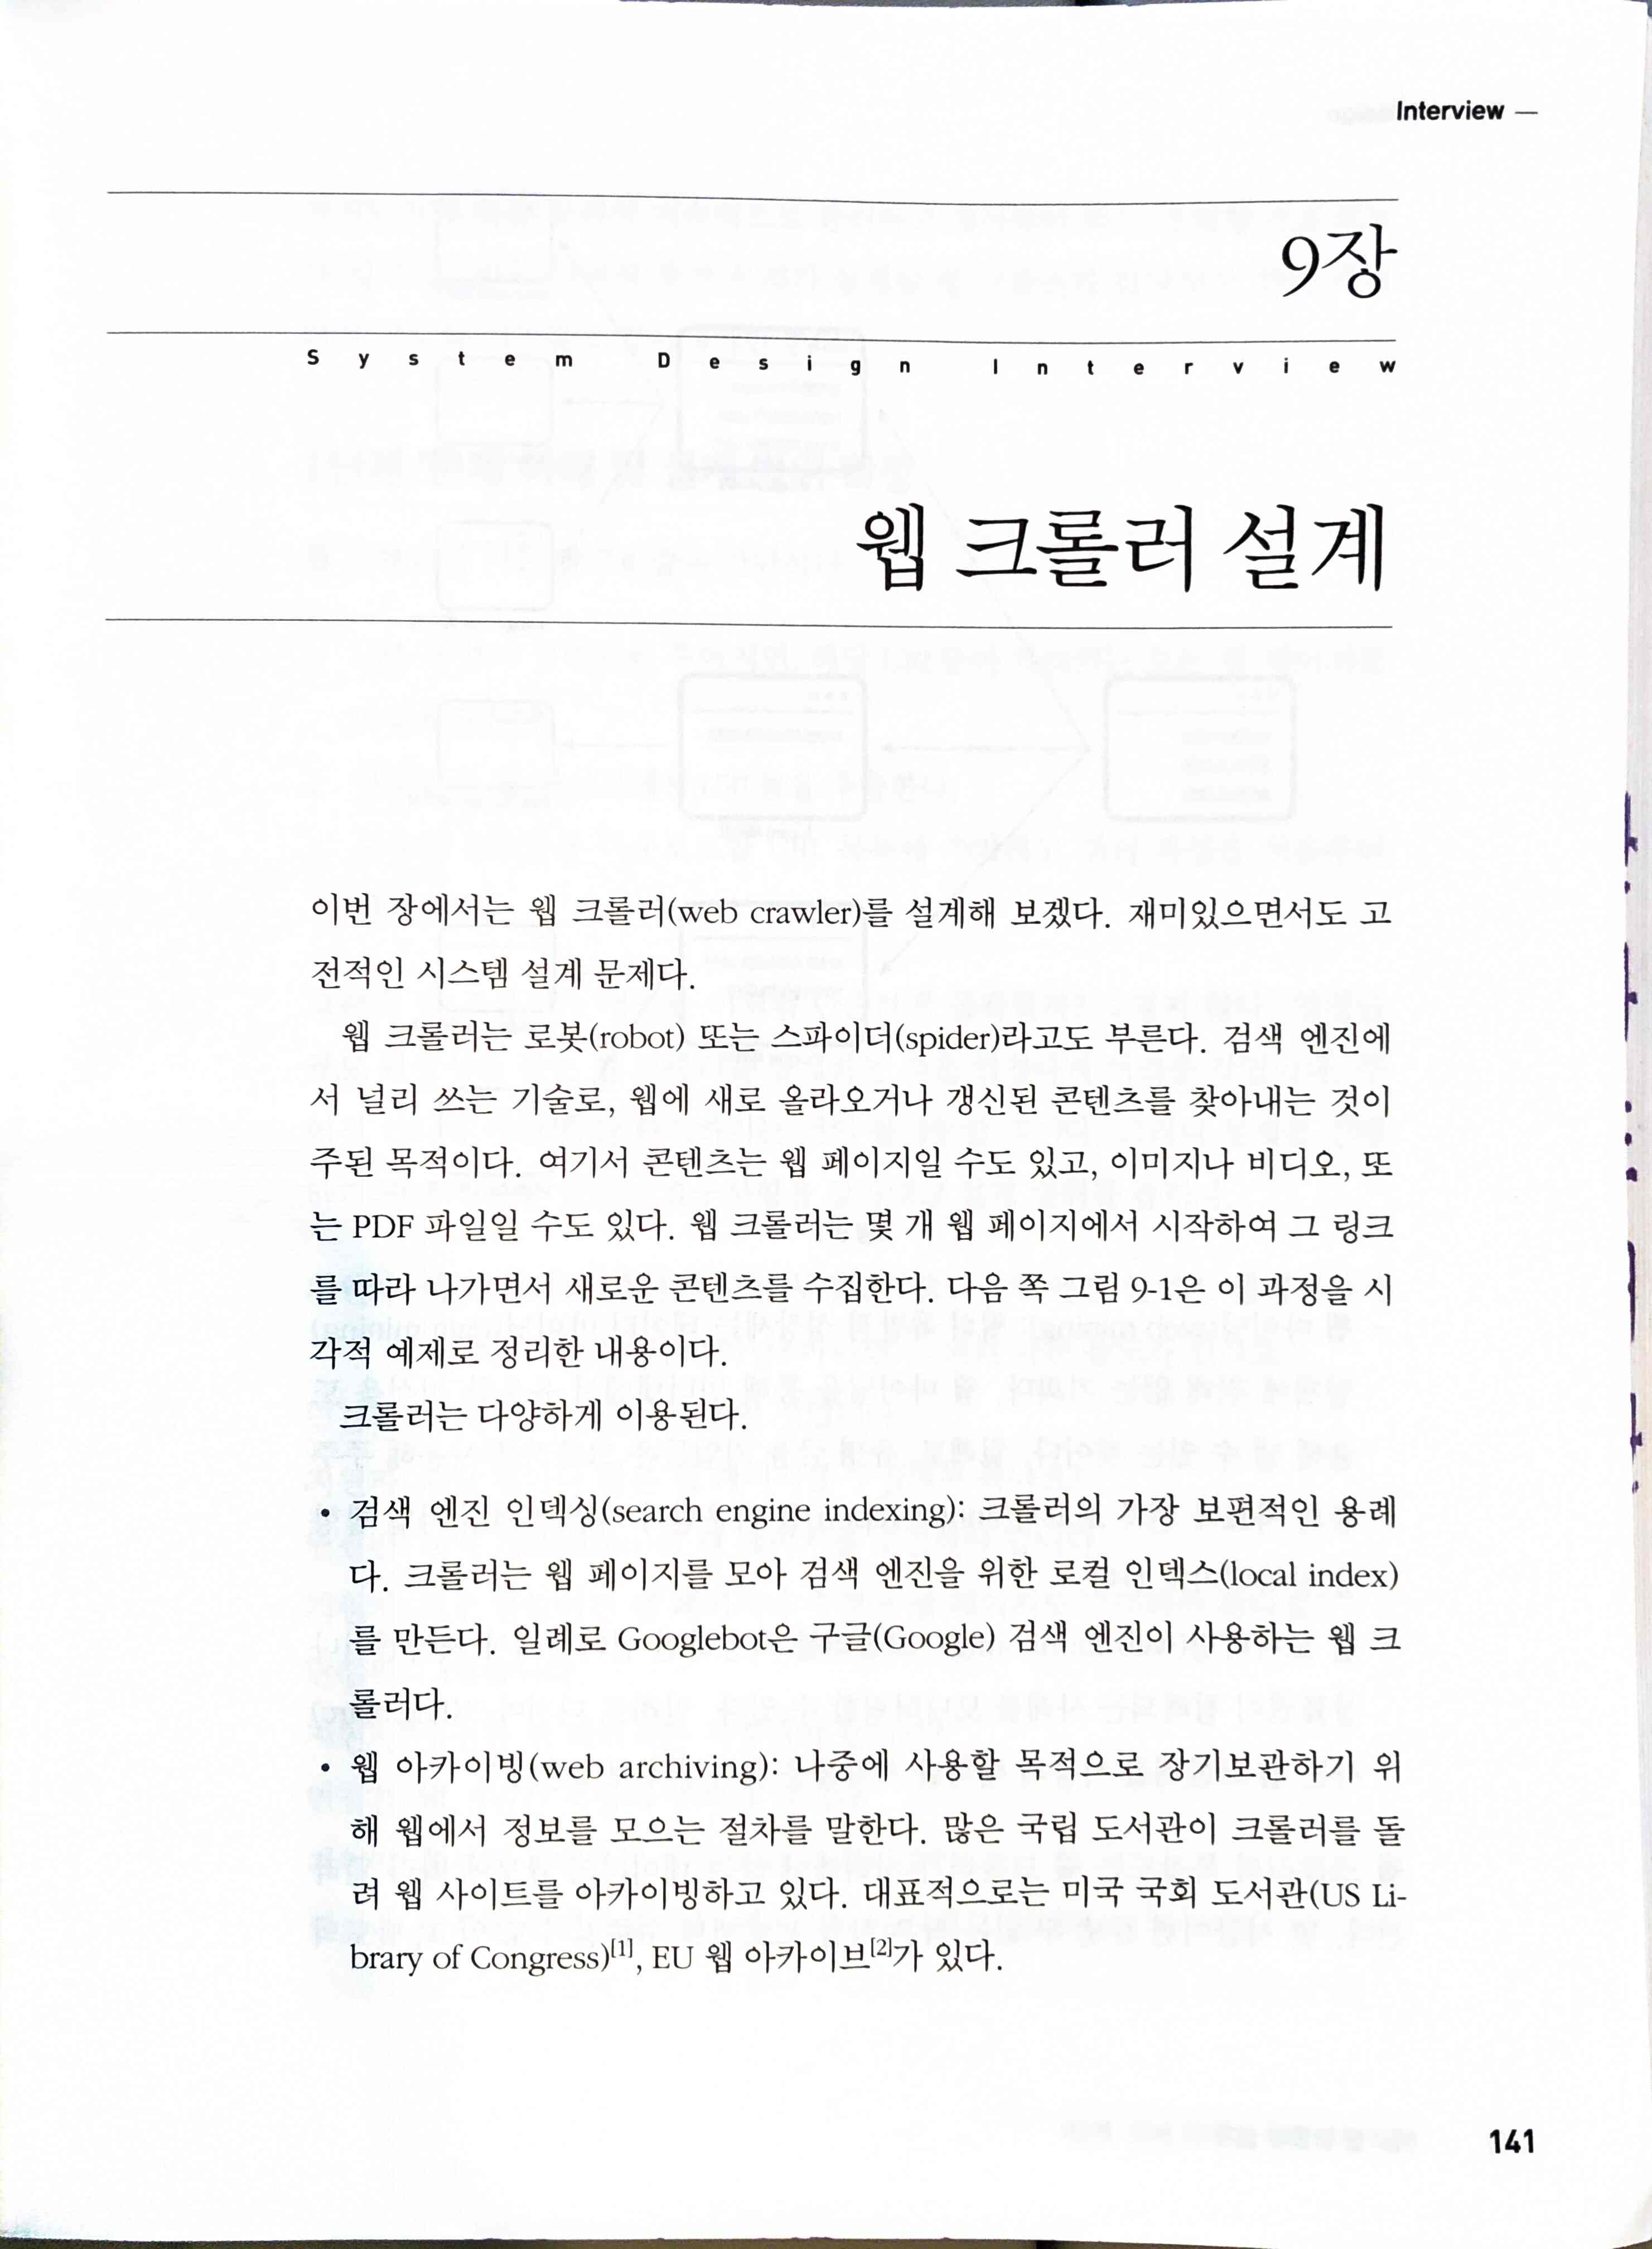 Interview —
9장
System Design Interview
웹 크롤러 설계
이번 장에서는 웹 크롤러(web crawler)를 설계해 보겠다. 재미있으면서도 고
전적인 시스템 설계 문제다.
웹 크롤러는 로봇(robot) 또는 스파이더(spider)라고도 부른다. 검색 엔진에
서 널리 쓰는 기술로, 웹에 새로 올라오거나 갱신된 콘텐츠를 찾아내는 것이
주된 목적이다. 여기서 콘텐츠는 웹 페이지일 수도 있고, 이미지나 비디오, 또
는 PDF 파일일 수도 있다. 웹 크롤러는 몇 개 웹 페이지에서 시작하여 그 링크
를 따라 나가면서 새로운 콘텐츠를 수집한다. 다음 쪽 그림 9-1은 이 과정을 시
각적 예제로 정리한 내용이다.
크롤러는 다양하게 이용된다.
• 검색 엔진 인덱싱(search engine indexing): 크롤러의 가장 보편적인 용례
다. 크롤러는 웹 페이지를 모아 검색 엔진을 위한 로컬 인덱스(local index)
를 만든다. 일례로 Googlebot은 구글(Google) 검색 엔진이 사용하는 웹 크
롤러다.
• 웹 아카이빙(web archiving): 나중에 사용할 목적으로 장기보관하기 위
해 웹에서 정보를 모으는 절차를 말한다. 많은 국립 도서관이 크롤러를 돌
려 웹 사이트를 아카이빙하고 있다. 대표적으로는 미국 국회 도서관(US Li-
brary of Congress)[1], EU 웹 아카이브[2]가 있다.
141